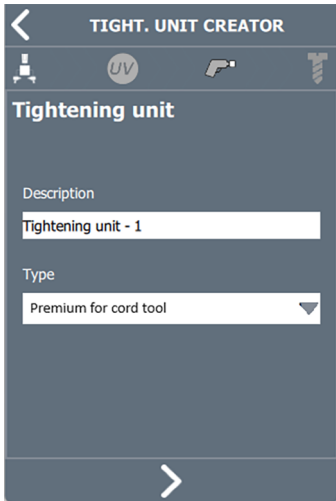 TIGHT. UNIT CREATOR
UV
Tightening unit
Description
Tightening unit - 1
Type
Premium for cord tool